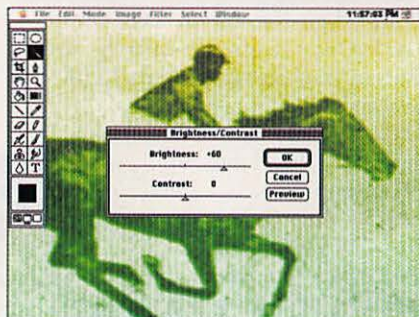 File Edit Mode Image Filter Select Window 11:57:03 PM
T
Brightness/Contrast
Brightness: +60
OK
Cancel
Contrast: 0
Preview